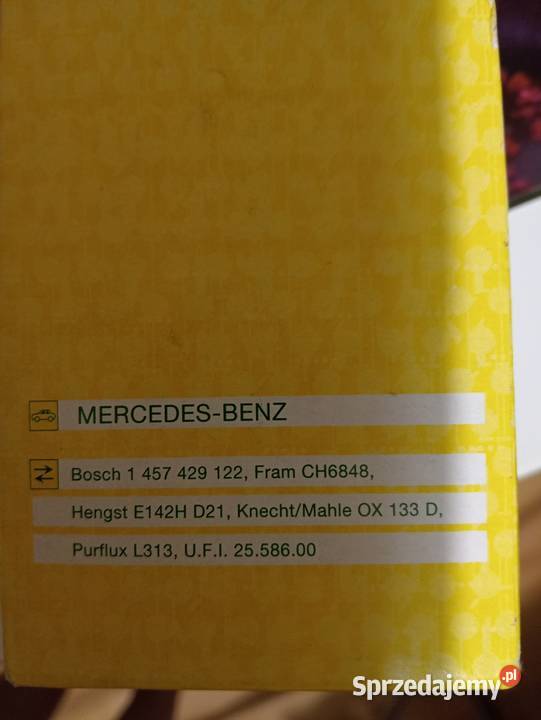 MERCEDES-BENZ
Bosch 1 457 429 122, Fram CH6848,
Hengst E142H D21, Knecht/Mahle OX 133 D,
Purflux L313, U.F.I. 25.586.00
Sprzedajemy.pl